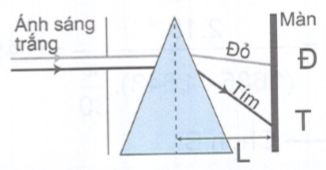 Ánh sáng
trắng
Màn
Đỏ
Đ
Tím
T
L